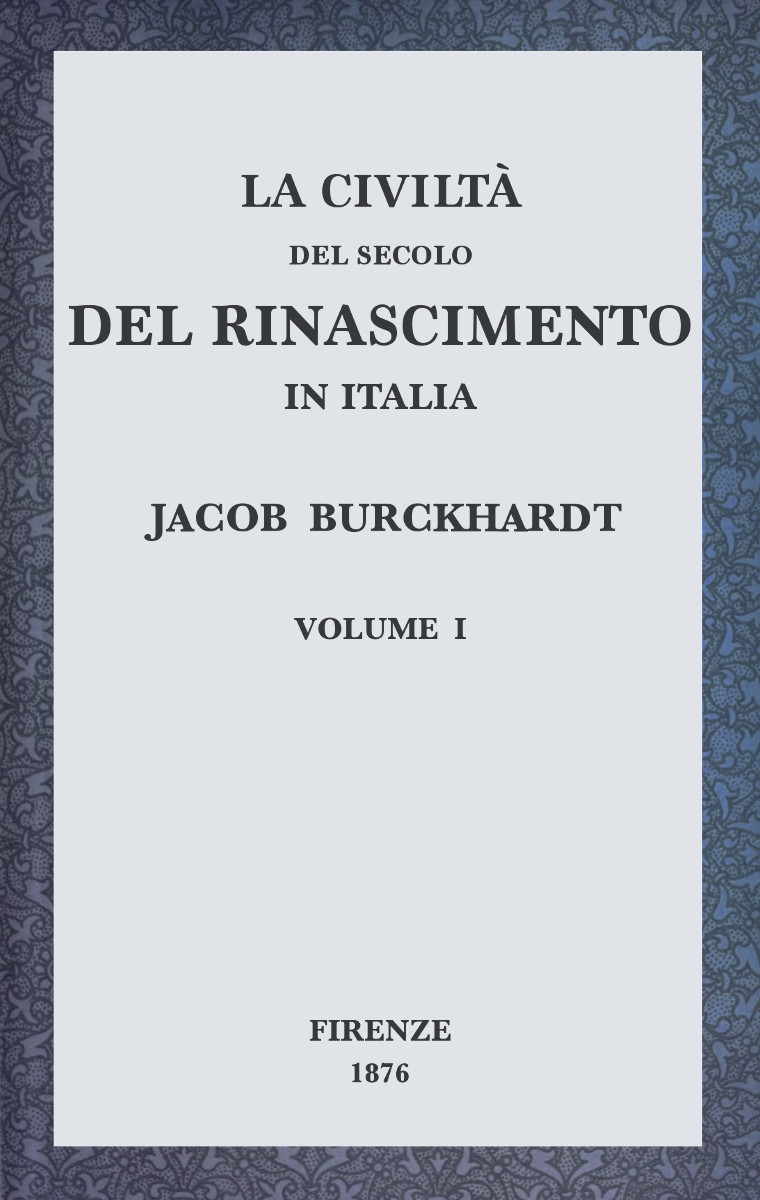 LA CIVILTÀ
DEL SECOLO
DEL RINASCIMENTO
IN ITALIA
JACOB BURCKHARDT
VOLUME I
FIRENZE
1876